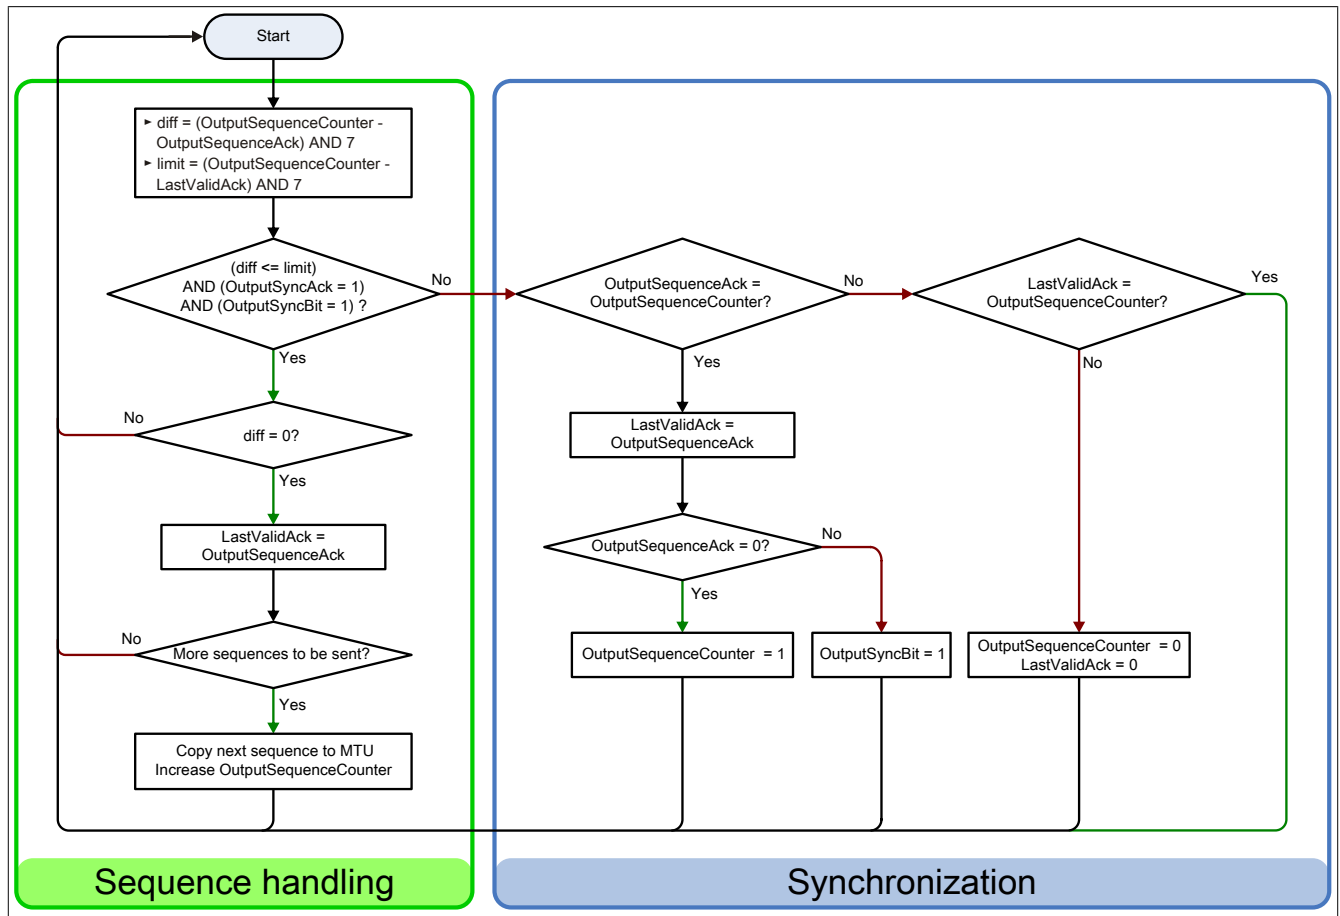 Start
► diff = (OutputSequenceCounter -
OutputSequenceAck) AND 7
► limit = (OutputSequenceCounter -
LastValidAck) AND 7
(diff <= limit)
AND (OutputSyncAck = 1)
AND (OutputSyncBit = 1) ?
No
Yes
diff = 0?
No
Yes
LastValidAck =
OutputSequenceAck
More sequences to be sent?
No
Yes
Copy next sequence to MTU
Increase OutputSequenceCounter
Sequence handling
OutputSequenceAck =
OutputSequenceCounter?
No
Yes
LastValidAck =
OutputSequenceAck
OutputSequenceAck = 0?
No
Yes
OutputSequenceCounter = 1
OutputSyncBit = 1
LastValidAck =
OutputSequenceCounter?
Yes
No
OutputSequenceCounter = 0
LastValidAck = 0
Synchronization